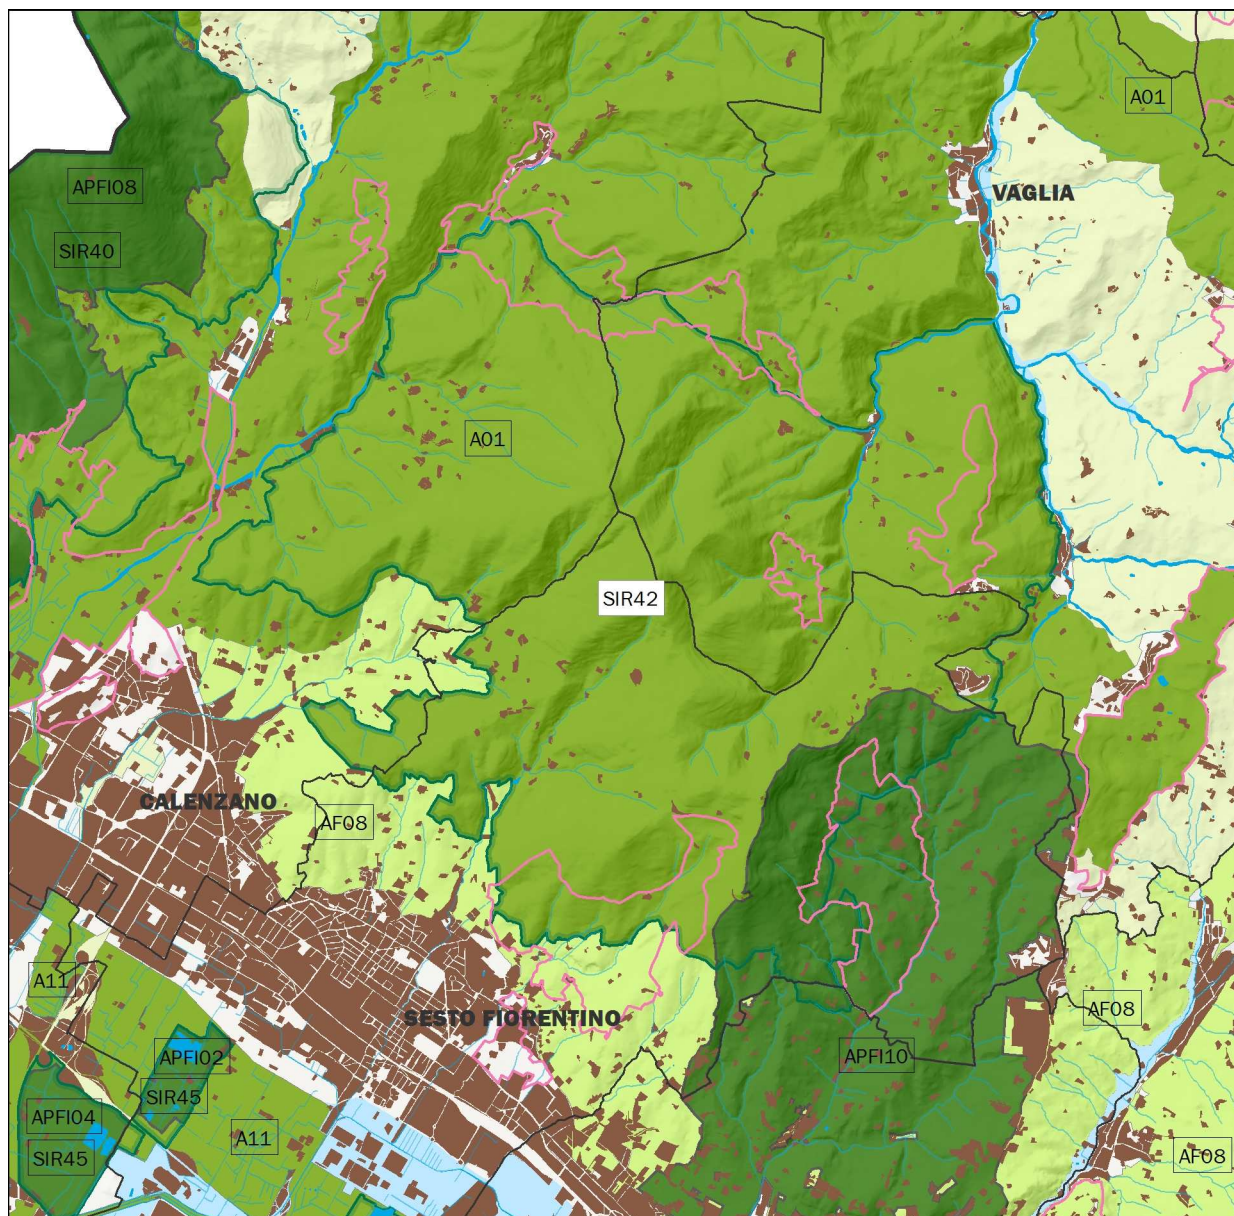 A01
APFI08
VAGLIA
SIR40
A01
SIR42
CALENZANO
AF08
A11
SESTO FIORENTINO
AF08
APFI02
APFI10
SIR45
APFI04
A11
SIR45
AF08